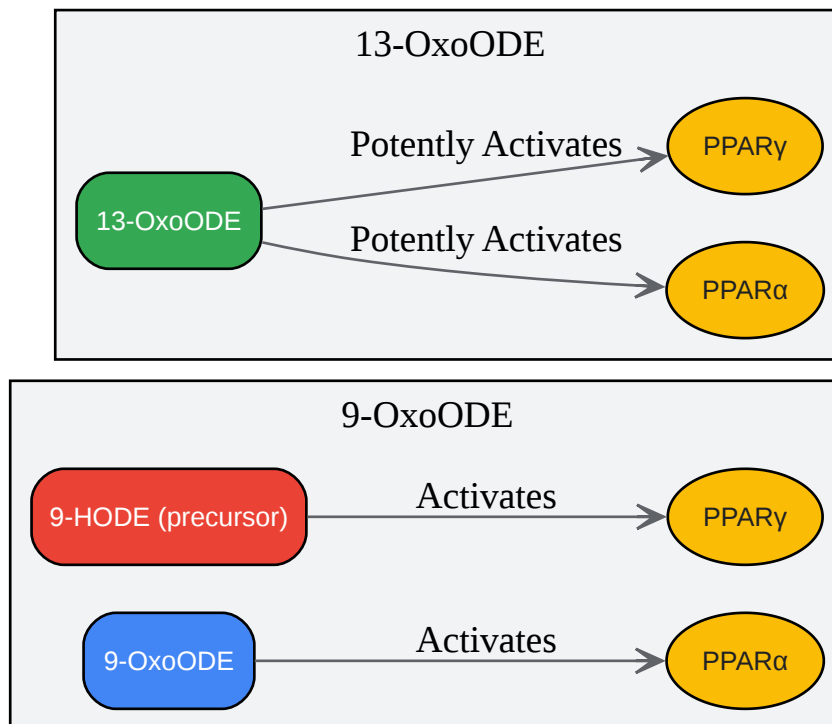 13-OxoODE
Potently Activates
PPARγ
13-OxoODE
Potently Activates
PPARα
9-OxoODE
9-HODE (precursor)
Activates
PPARγ
9-OxoODE
Activates
PPARα